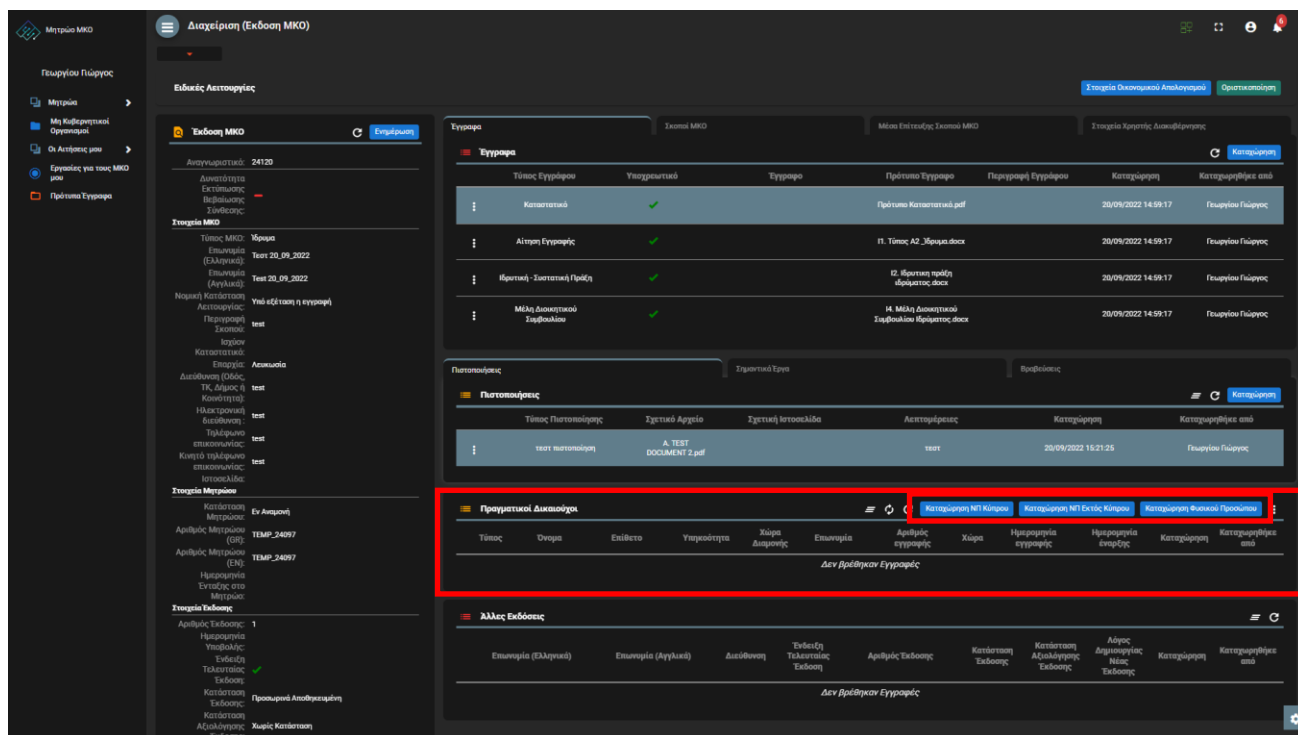 Μητρώο ΜΚΟ
Διαχείριση (Έκδοση ΜΚΟ)
6
Γεωργίου Γιώργος
Μητρώα
Μη Κυβερνητικοί
Οργανισμοί
Οι Αιτήσεις μου
Εργασίες για τους ΜΚΟ
μου
Πρότυπα Έγγραφα
Ειδικές Λειτουργίες
Στοιχεία Οικονομικού Απολογισμού
Οριστικοποίηση
Έκδοση ΜΚΟ
Ενημέρωση
Αναγνωριστικό: 24120
Δυνατότητα
Εκτύπωσης
Βεβαίωσης
Σύνθεσης:
Στοιχεία ΜΚΟ
Τύπος ΜΚΟ: Ίδρυμα
Επωνυμία
(Ελληνικά): Τεστ 20_09_2022
Επωνυμία
(Αγγλικά): Test 20_09_2022
Νομική Κατάσταση
Λειτουργίας: Υπό εξέταση η εγγραφή
Περιγραφή
Σκοπού: test
Ισχύον
Καταστατικό:
Επαρχία: Λευκωσία
Διεύθυνση (Οδός,
ΤΚ, Δήμος ή
Κοινότητα): test
Ηλεκτρονική
διεύθυνση : test
Τηλέφωνο
επικοινωνίας: test
Κινητό τηλέφωνο
επικοινωνίας: test
Ιστοσελίδα:
Στοιχεία Μητρώου
Κατάσταση
Μητρώου: Εν Αναμονή
Αριθμός Μητρώου
(GR): TEMP_24097
Αριθμός Μητρώου
(EN): TEMP_24097
Ημερομηνία
Ένταξης στο
Μητρώο:
Στοιχεία Έκδοσης
Αριθμός Έκδοσης: 1
Ημερομηνία
Υποβολής:
Ένδειξη
Τελευταίας
Έκδοση:
Κατάσταση
Έκδοσης: Προσωρινά Αποθηκευμένη
Κατάσταση
Αξιολόγησης Χωρίς Κατάσταση
Έγγραφα
Σκοποί ΜΚΟ
Μέσα Επίτευξης Σκοπού ΜΚΟ
Στοιχεία Χρηστής Διακυβέρνησης
Έγγραφα
Καταχώρηση
Τύπος Εγγράφου Υποχρεωτικό Έγγραφο Πρότυπο Έγγραφο Περιγραφή Εγγράφου Καταχώρηση Καταχωρηθήκε από
Καταστατικό Πρότυπο Καταστατικό.pdf 20/09/2022 14:59:17 Γεωργίου Γιώργος
Αίτηση Εγγραφής Π1. Τύπος Α2 _Ίδρυμα.docx 20/09/2022 14:59:17 Γεωργίου Γιώργος
Ιδρυτική - Συστατική Πράξη Ι2. Ιδρυτικη πράξη
ιδρύματος.docx 20/09/2022 14:59:17 Γεωργίου Γιώργος
Μέλη Διοικητικού
Συμβουλίου Ι4. Μέλη Διοικητικού
Συμβουλίου Ιδρύματος.docx 20/09/2022 14:59:17 Γεωργίου Γιώργος
Πιστοποιήσεις
Σημαντικά Έργα
Βραβεύσεις
Πιστοποιήσεις
Καταχώρηση
Τύπος Πιστοποίησης Σχετικό Αρχείο Σχετική Ιστοσελίδα Λεπτομέρειες Καταχώρηση Καταχωρηθήκε από
τεστ πιστοποίηση A. TEST
DOCUMENT 2.pdf τεστ 20/09/2022 15:21:25 Γεωργίου Γιώργος
Πραγματικοί Δικαιούχοι
Καταχώρηση ΝΠ Κύπρου
Καταχώρηση ΝΠ Εκτός Κύπρου
Καταχώρηση Φυσικού Προσώπου
Τύπος Όνομα Επίθετο Υπηκοότητα Χώρα
Διαμονής Επωνυμία Αριθμός
εγγραφής Χώρα Ημερομηνία
εγγραφής Ημερομηνία
έναρξης Καταχώρηση Καταχωρηθήκε
από
Δεν βρέθηκαν Εγγραφές
Άλλες Εκδόσεις
Επωνυμία (Ελληνικά) Επωνυμία (Αγγλικά) Διεύθυνση Ένδειξη
Τελευταίας
Έκδοση Αριθμός Έκδοσης Κατάσταση
Έκδοσης Κατάσταση
Αξιολόγησης
Έκδοσης Λόγος
Δημιουργίας
Νέας
Έκδοσης Καταχώρηση Καταχωρηθήκε
από
Δεν βρέθηκαν Εγγραφές